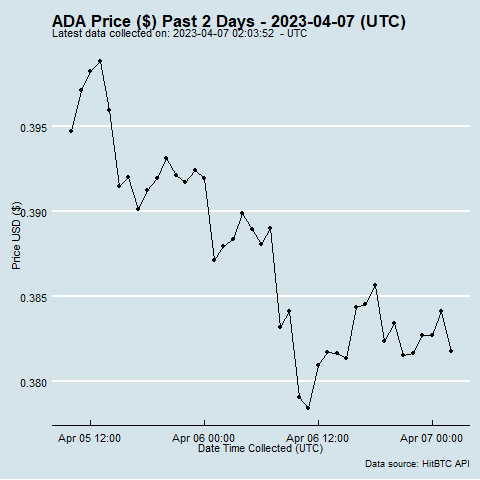 ADA Price ($) Past 2 Days - 2023-04-07 (UTC)
Latest data collected on: 2023-04-07 02:03:52  - UTC
0.395
0.390
0.385
0.380
Price USD ($)
Apr 05 12:00
Apr 06 00:00
Apr 06 12:00
Apr 07 00:00
Date Time Collected (UTC)
Data source: HitBTC API